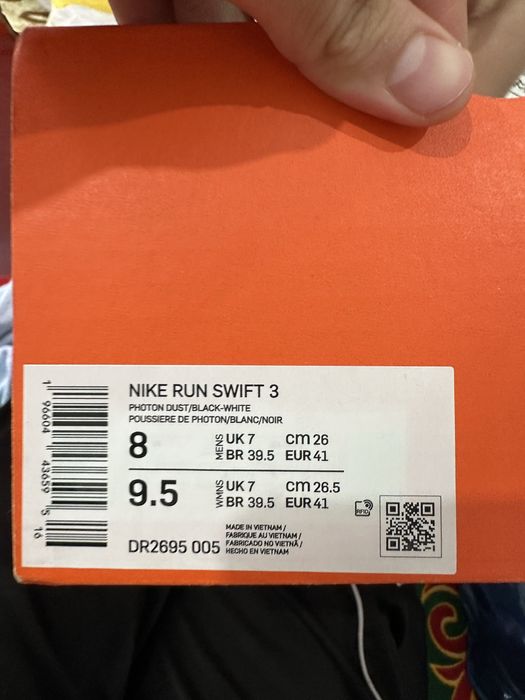 NIKE RUN SWIFT 3
PHOTON DUST/BLACK-WHITE
POUSSIERE DE PHOTON/BLANC/NOIR
8 MENS UK 7 CM 26
BR 39.5 EUR 41
9.5 WMNS UK 7 CM 26.5
BR 39.5 EUR 41
RFID
MADE IN VIETNAM /
FABRIQUE AU VIETNAM /
FABRICADO NO VIETNÃ /
HECHO EN VIETNAM
DR2695 005
1 96604 43659 5 16